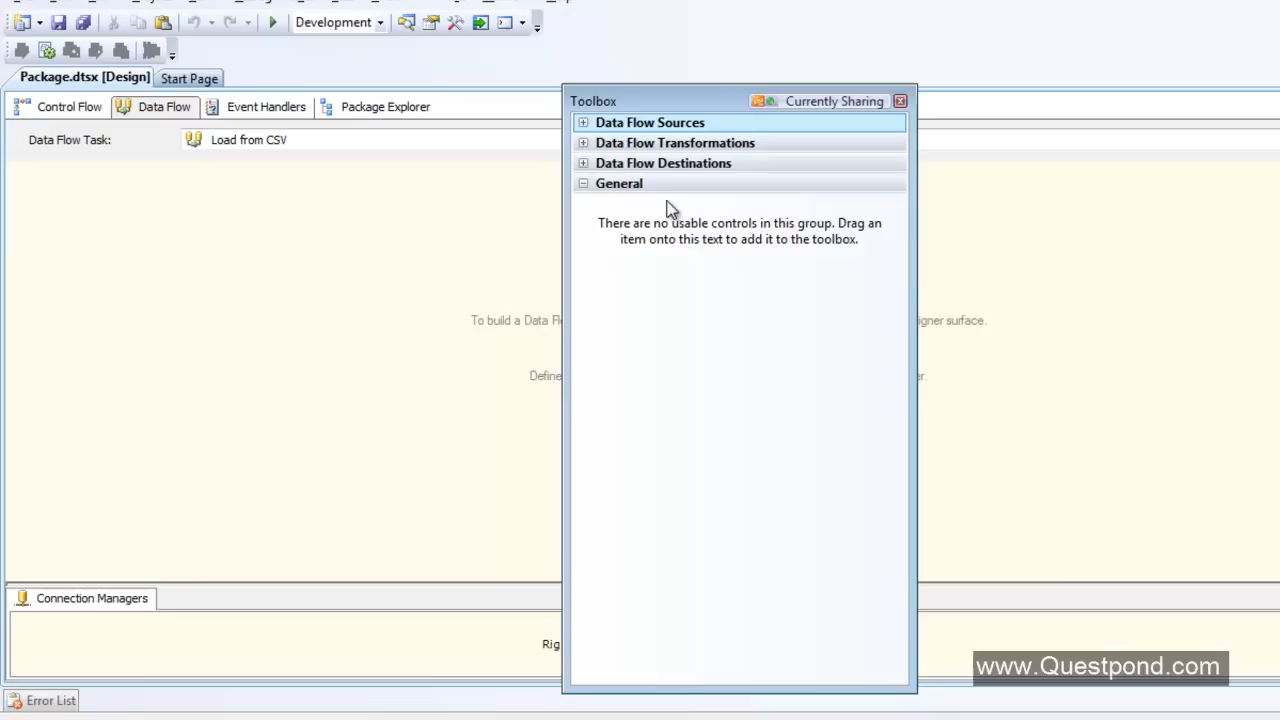 Development
Package.dtsx [Design]
Start Page
Control Flow
Data Flow
Event Handlers
Package Explorer
Data Flow Task:
Load from CSV
Toolbox
Currently Sharing
Data Flow Sources
Data Flow Transformations
Data Flow Destinations
General
There are no usable controls in this group. Drag an
item onto this text to add it to the toolbox.
To build a Data Fl
igner surface.
Define
er.
Connection Managers
Rig
www.Questpond.com
Error List